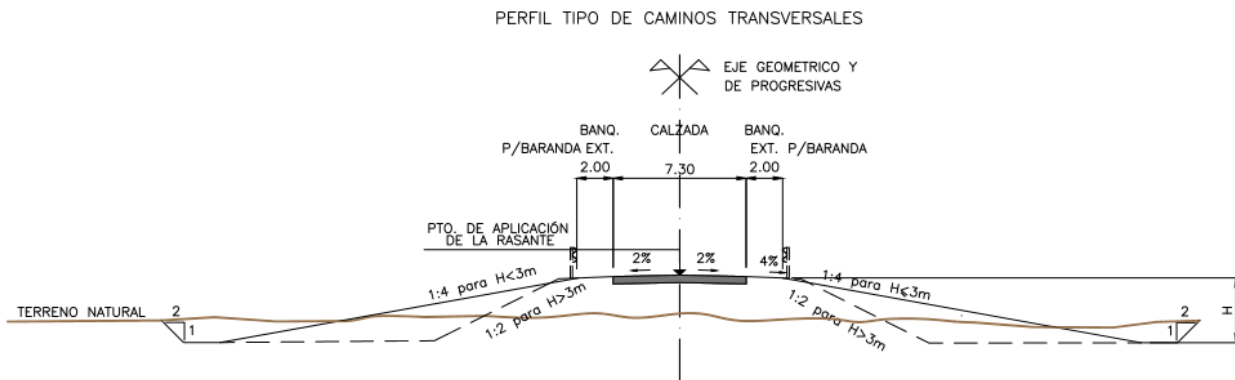 PERFIL TIPO DE CAMINOS TRANSVERSALES
EJE GEOMETRICO Y
DE PROGRESIVAS
BANQ.
CALZADA
BANQ.
P/BARANDA EXT.
EXT. P/BARANDA
2.00
7.30
2.00
PTO. DE APLICACIÓN
DE LA RASANTE
2%
2%
4%
1:4 para H<3m
1:4 para H⩽3m
1:2 para H>3m
1:2 para H>3m
TERRENO NATURAL
2
1
2
1
H